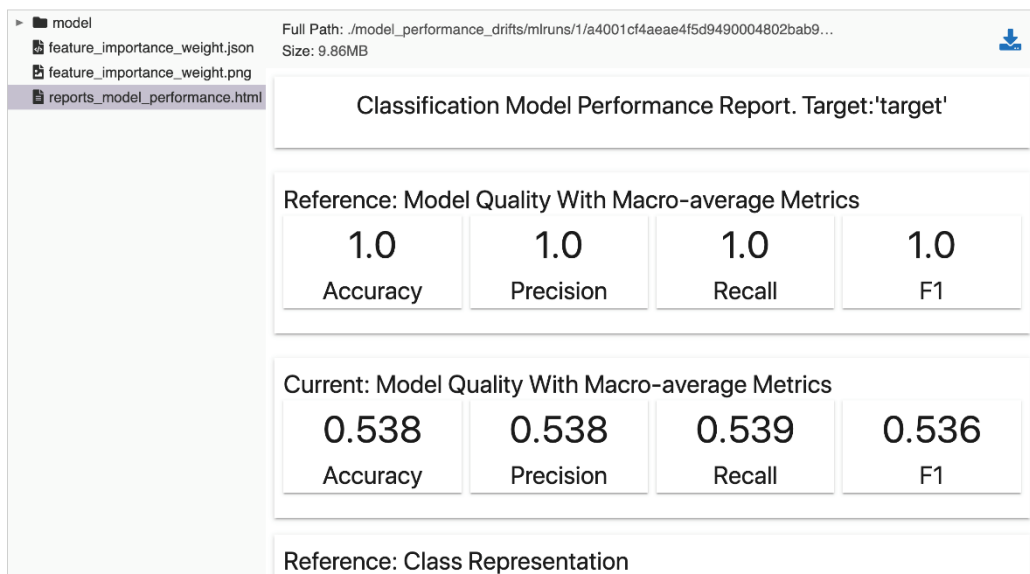 model
feature_importance_weight.json
feature_importance_weight.png
reports_model_performance.html
Full Path: ./model_performance_drifts/mlruns/1/a4001cf4aeae4f5d9490004802bab9...
Size: 9.86MB
Classification Model Performance Report. Target:'target'
Reference: Model Quality With Macro-average Metrics
1.0 1.0 1.0 1.0
Accuracy Precision Recall F1
Current: Model Quality With Macro-average Metrics
0.538 0.538 0.539 0.536
Accuracy Precision Recall F1
Reference: Class Representation